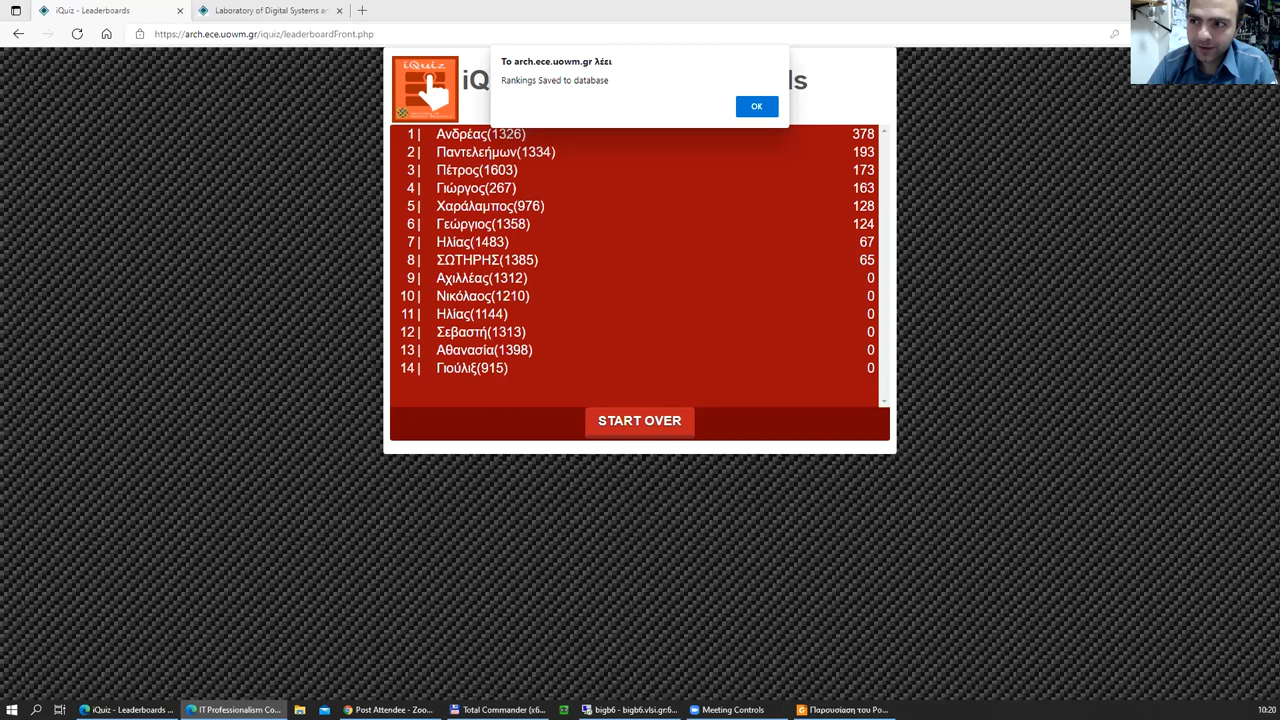 iQuiz - Leaderboards
Laboratory of Digital Systems a
https://arch.ece.uowm.gr/iquiz/leaderboardFront.php
iQuiz
iQ
ds
Το arch.ece.uowm.gr λέει
Rankings Saved to database
OK
1| Ανδρέας(1326) 378
2| Παντελεήμων(1334) 193
3| Πέτρος(1603) 173
4| Γιώργος(267) 163
5| Χαράλαμπος(976) 128
6| Γεώργιος(1358) 124
7| Ηλίας(1483) 67
8| ΣΩΤΗΡΗΣ(1385) 65
9| Αχιλλέας(1312) 0
10| Νικόλαος(1210) 0
11| Ηλίας(1144) 0
12| Σεβαστή(1313) 0
13| Αθανασία(1398) 0
14| Γιούλιξ(915) 0
START OVER
iQuiz - Leaderboards ...
IT Professionalism Co...
Post Attendee - Zoo...
Total Commander (x6...
bigb6 - bigb6.vlsi.gr:6...
Meeting Controls
Παρουσίαση του Po...
10:20